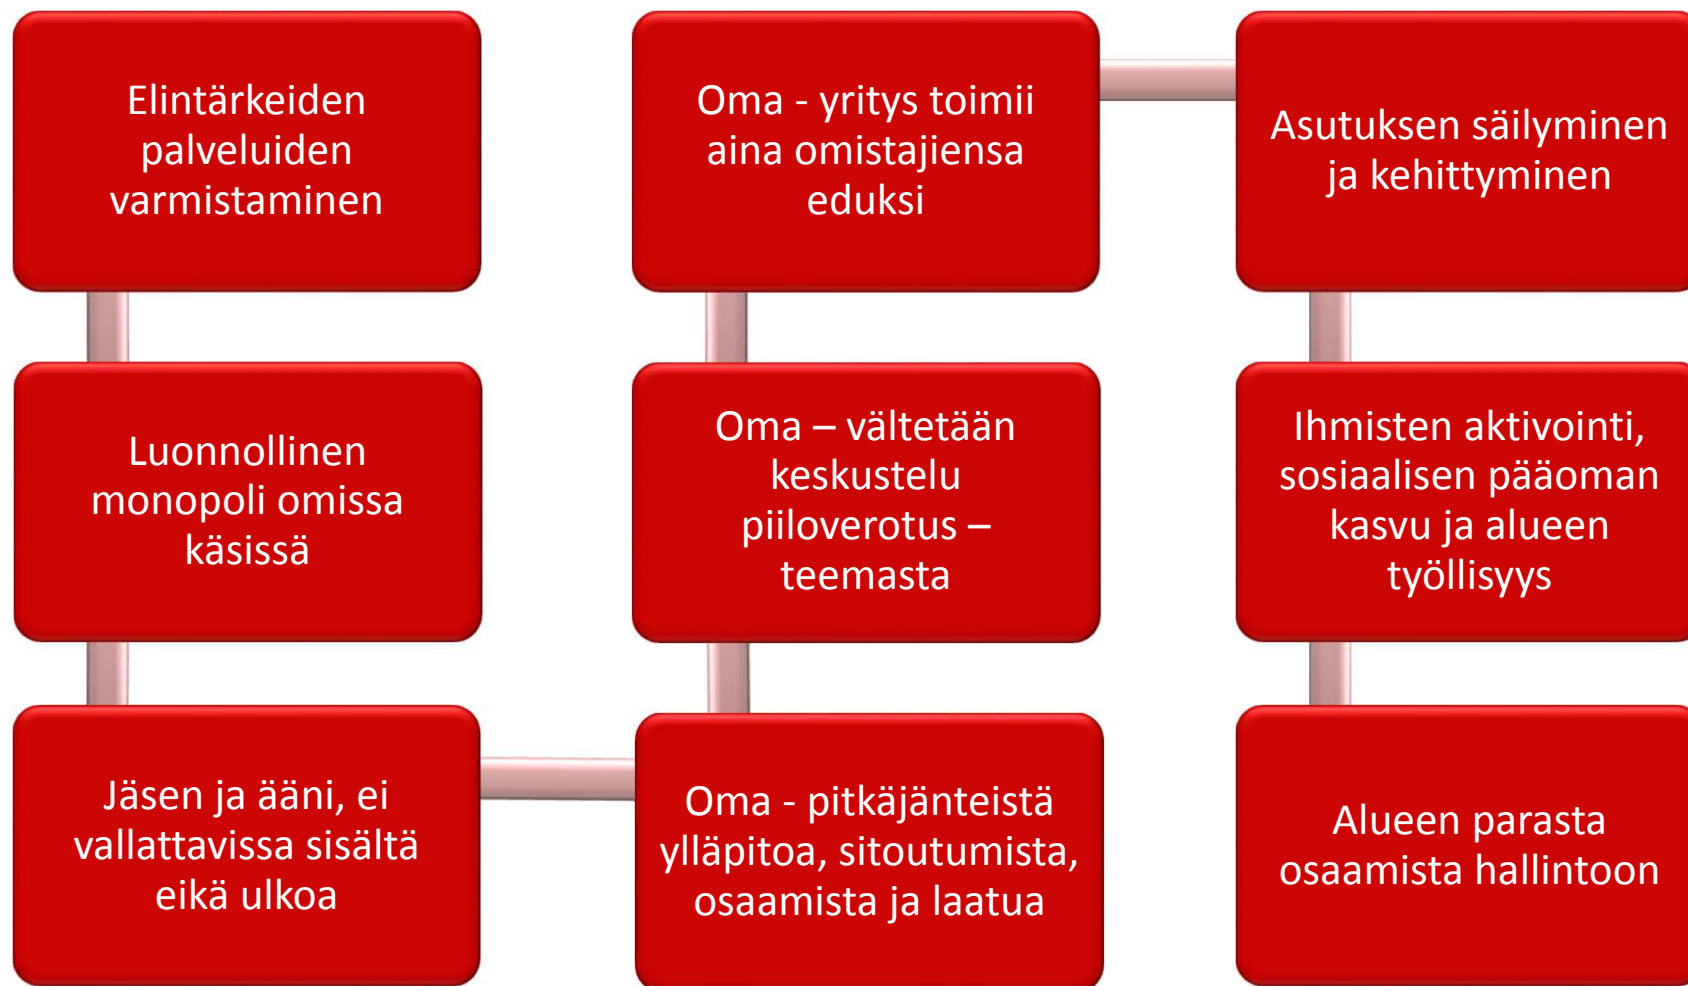 Elintärkeiden
palveluiden
varmistaminen
Luonnollinen
monopoli omissa
käsissä
Jäsen ja ääni, ei
vallattavissa sisältä
eikä ulkoa
Oma - pitkäjänteistä
ylläpitoa, sitoutumista,
osaamista ja laatua
Oma – vältetään
keskustelu
piiloverotus –
teemasta
Oma - yritys toimii
aina omistajiensa
eduksi
Asutuksen säilyminen
ja kehittyminen
Ihmisten aktivointi,
sosiaalisen pääoman
kasvu ja alueen
työllisyys
Alueen parasta
osaamista hallintoon